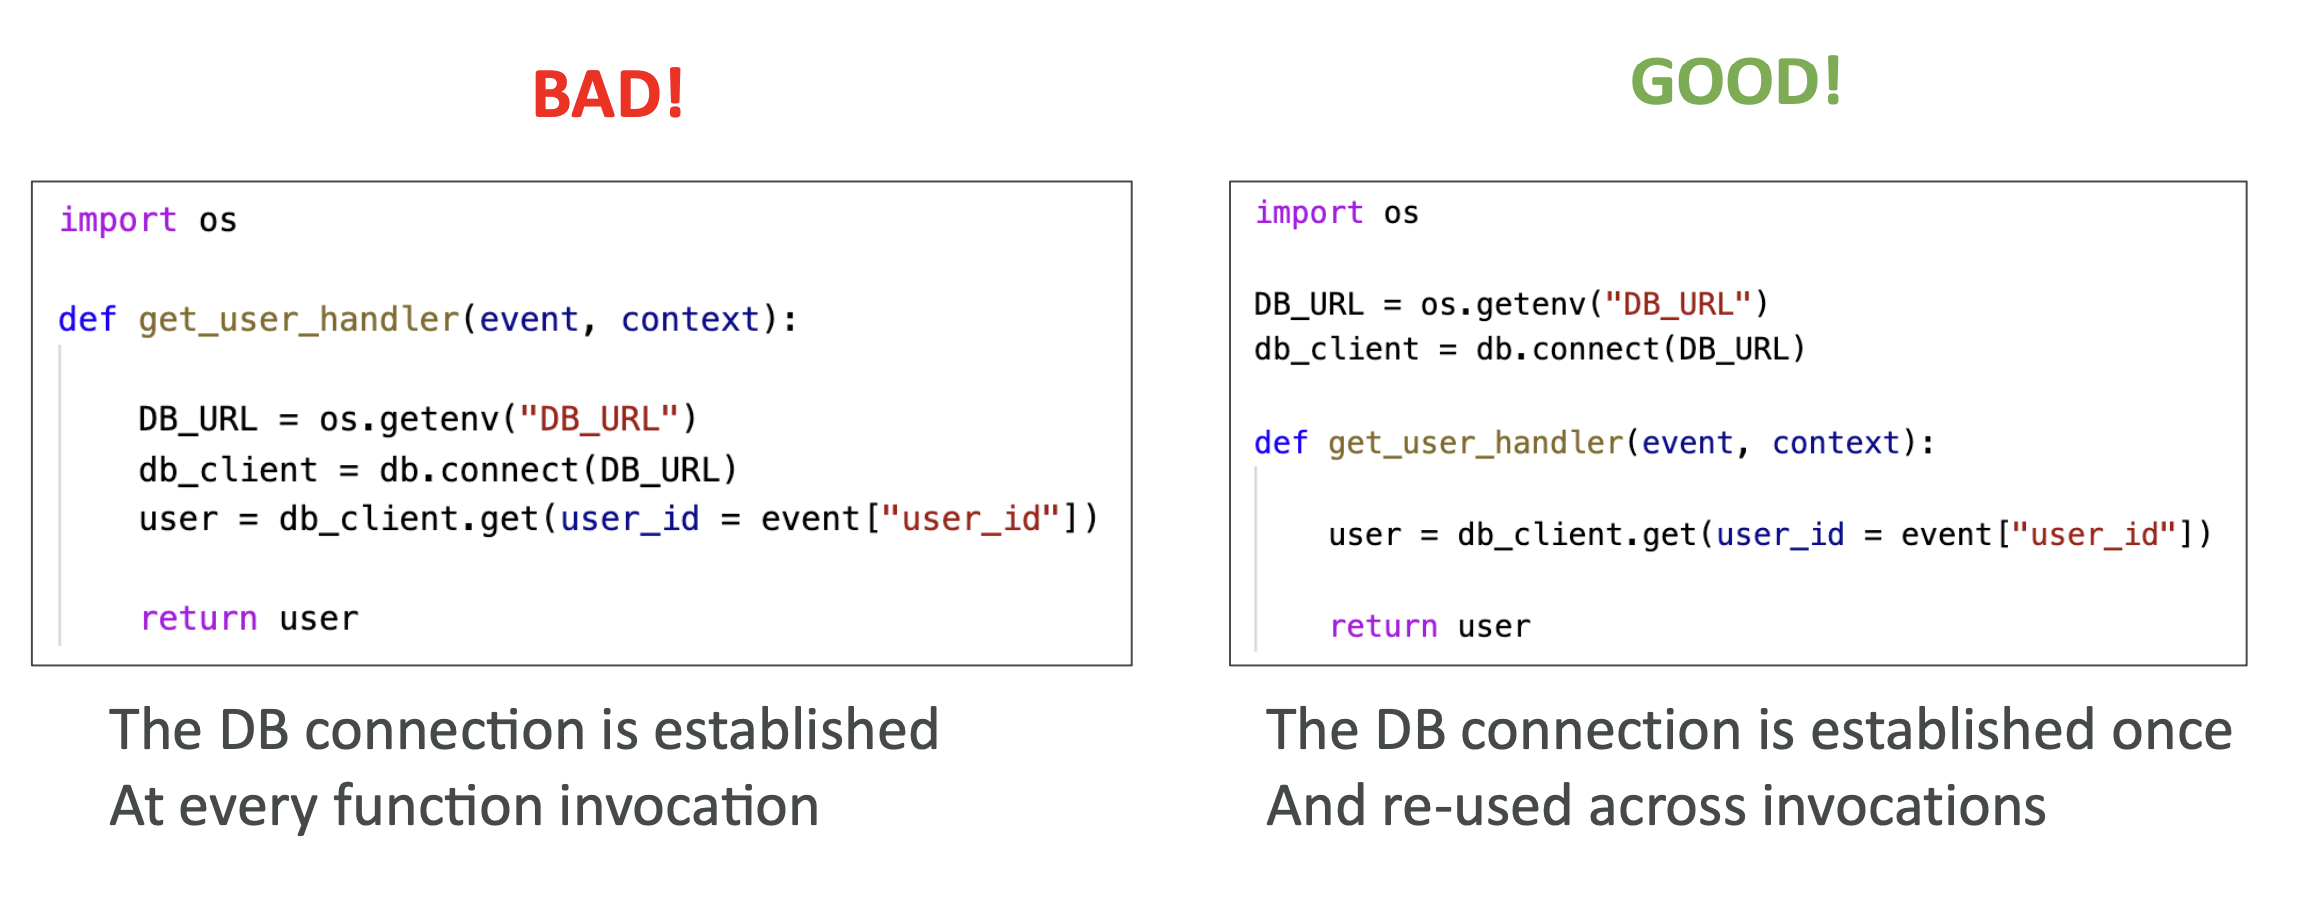 BAD!
import os
def get_user_handler(event, context):
DB_URL = os.getenv("DB_URL")
db_client = db.connect(DB_URL)
user = db_client.get(user_id = event["user_id"])
return user
The DB connection is established
At every function invocation
GOOD!
import os
DB_URL = os.getenv("DB_URL")
db_client = db.connect(DB_URL)
def get_user_handler(event, context):
user = db_client.get(user_id = event["user_id"])
return user
The DB connection is established once
And re-used across invocations